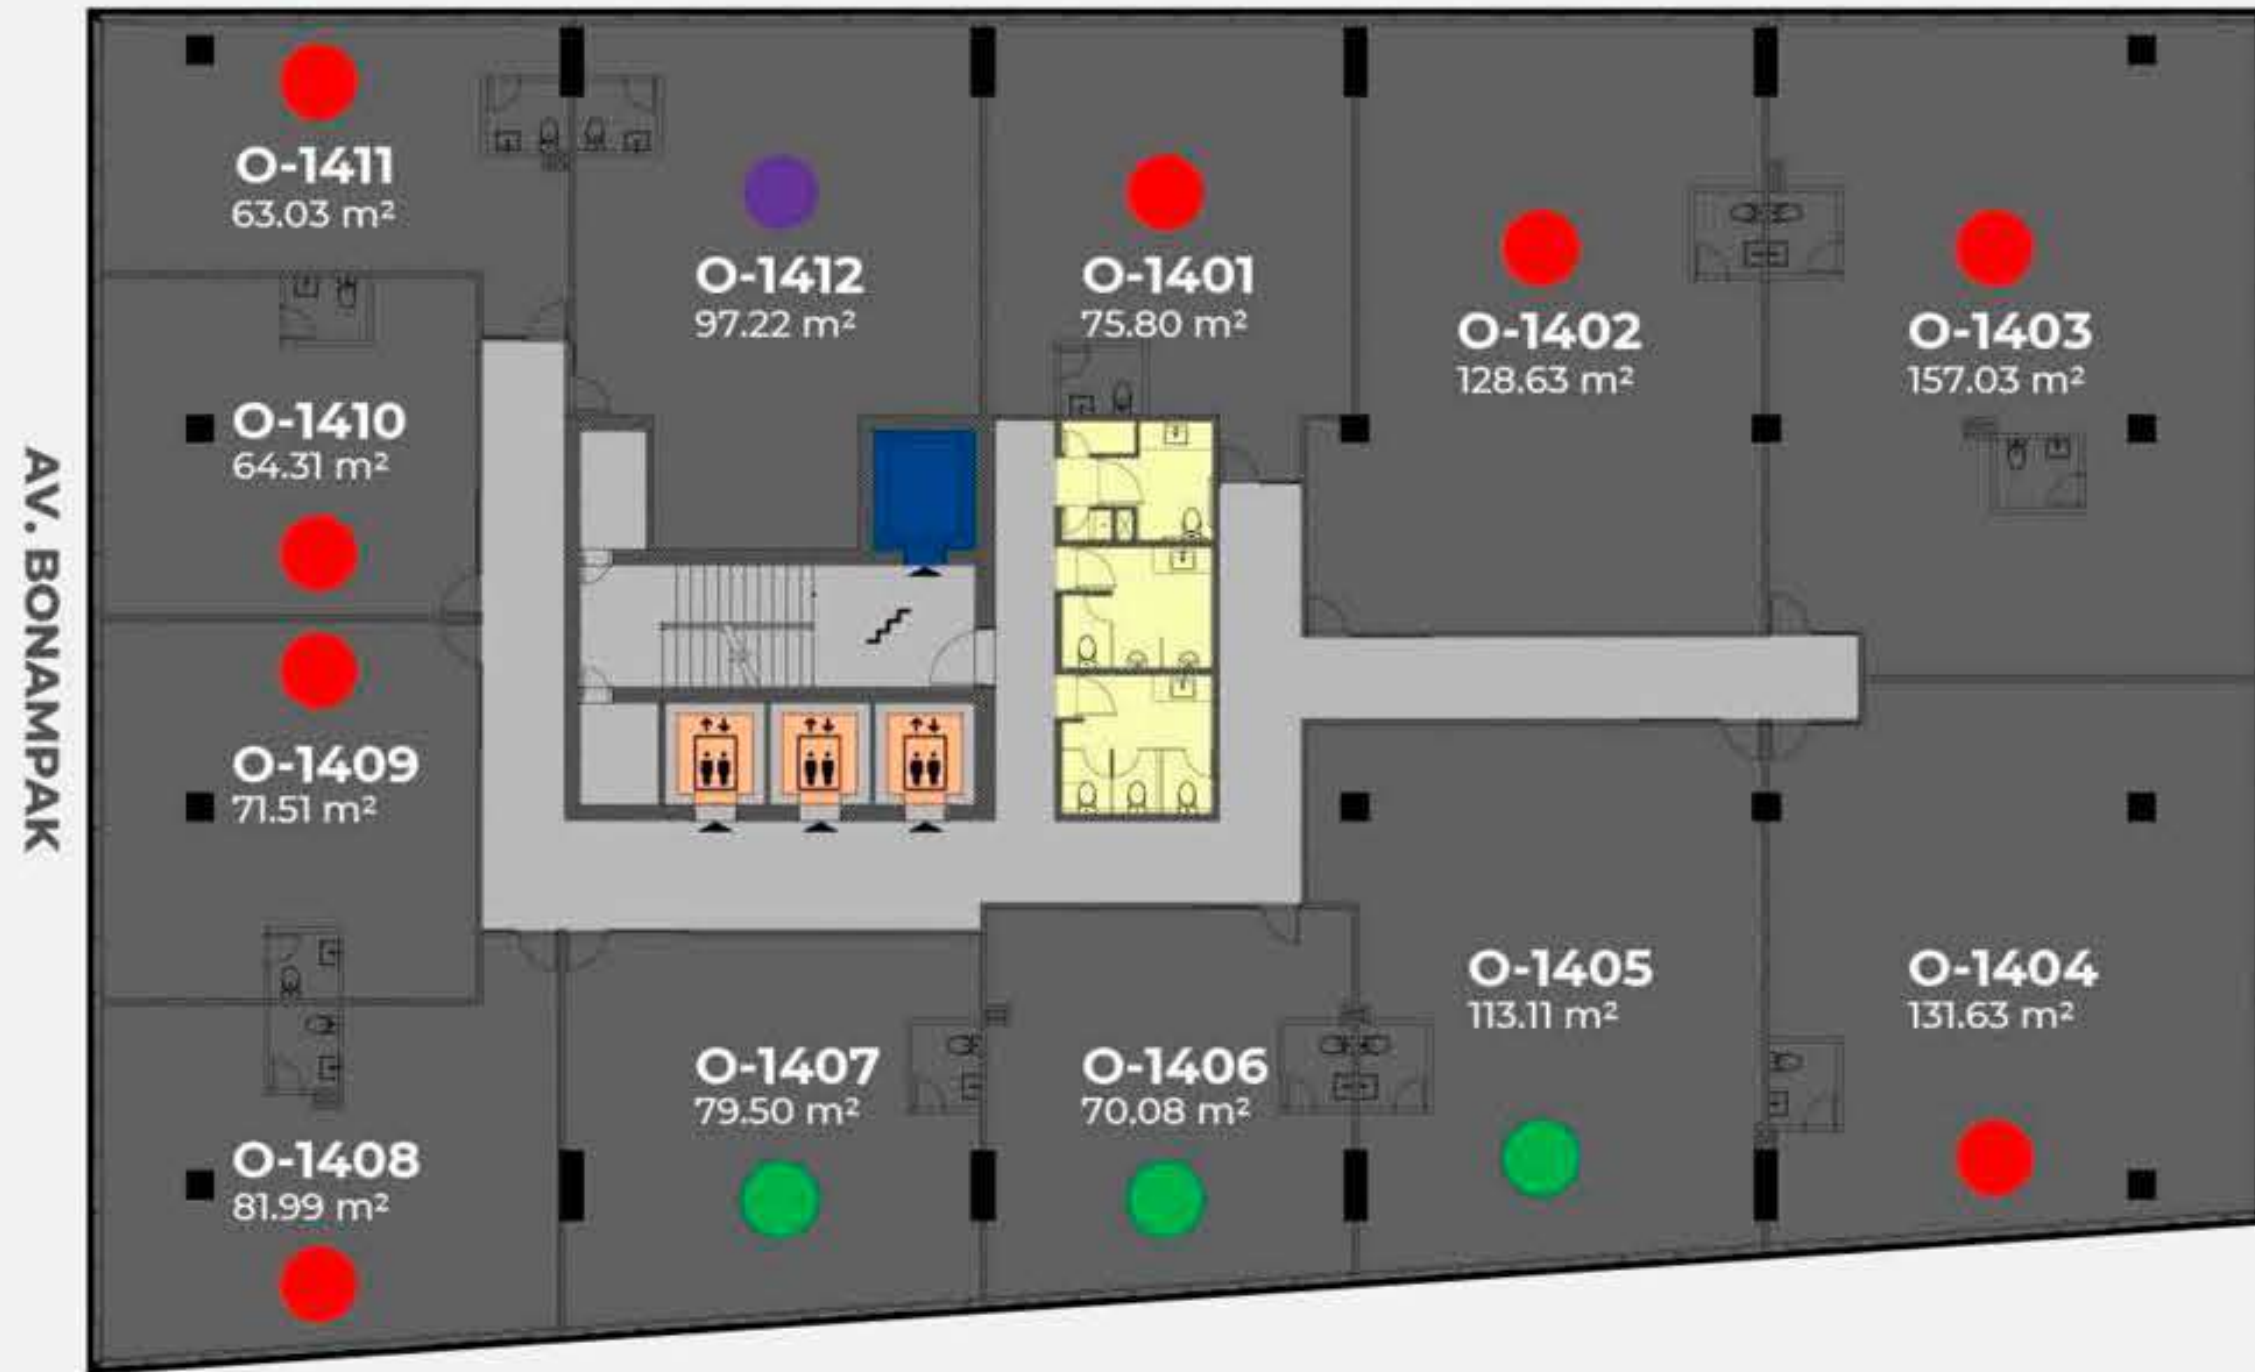 O-1411
63.03 m²
O-1412
97.22 m²
O-1401
75.80 m²
O-1402
128.63 m²
O-1403
157.03 m²
O-1410
64.31 m²
AV. BONAMPAK
O-1409
71.51 m²
O-1405
113.11 m²
O-1404
131.63 m²
O-1407
79.50 m²
O-1406
70.08 m²
O-1408
81.99 m²